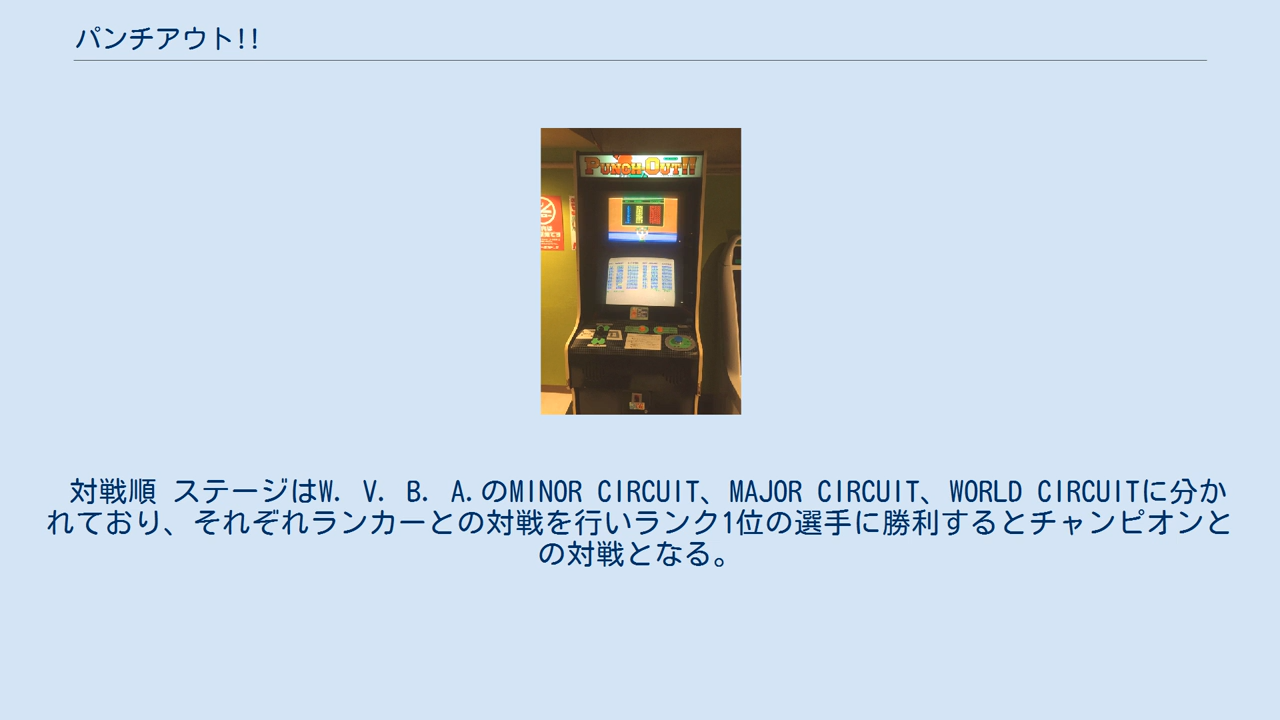 パンチアウト!!
PUNCH-OUT!!
対戦順 ステージはW. V. B. A.のMINOR CIRCUIT、MAJOR CIRCUIT、WORLD CIRCUITに分か
れており、それぞれランカーとの対戦を行いランク1位の選手に勝利するとチャンピオンと
の対戦となる。